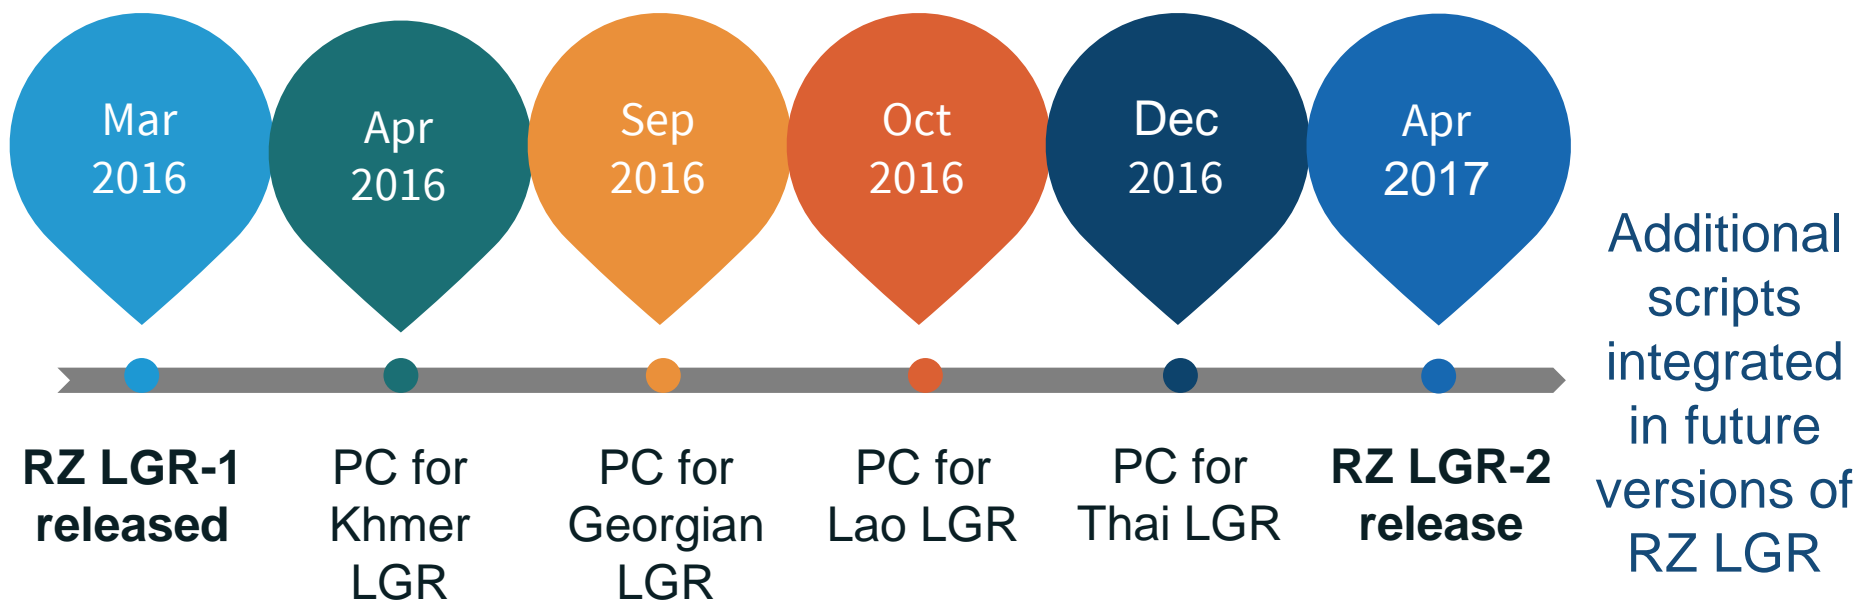 Mar
2016
Apr
2016
Sep
2016
Oct
2016
Dec
2016
Apr
2017
RZ LGR-1
released
PC for
Khmer
LGR
PC for
Georgian
LGR
PC for
Lao LGR
PC for
Thai LGR
RZ LGR-2
release
Additional
scripts
integrated
in future
versions of
RZ LGR